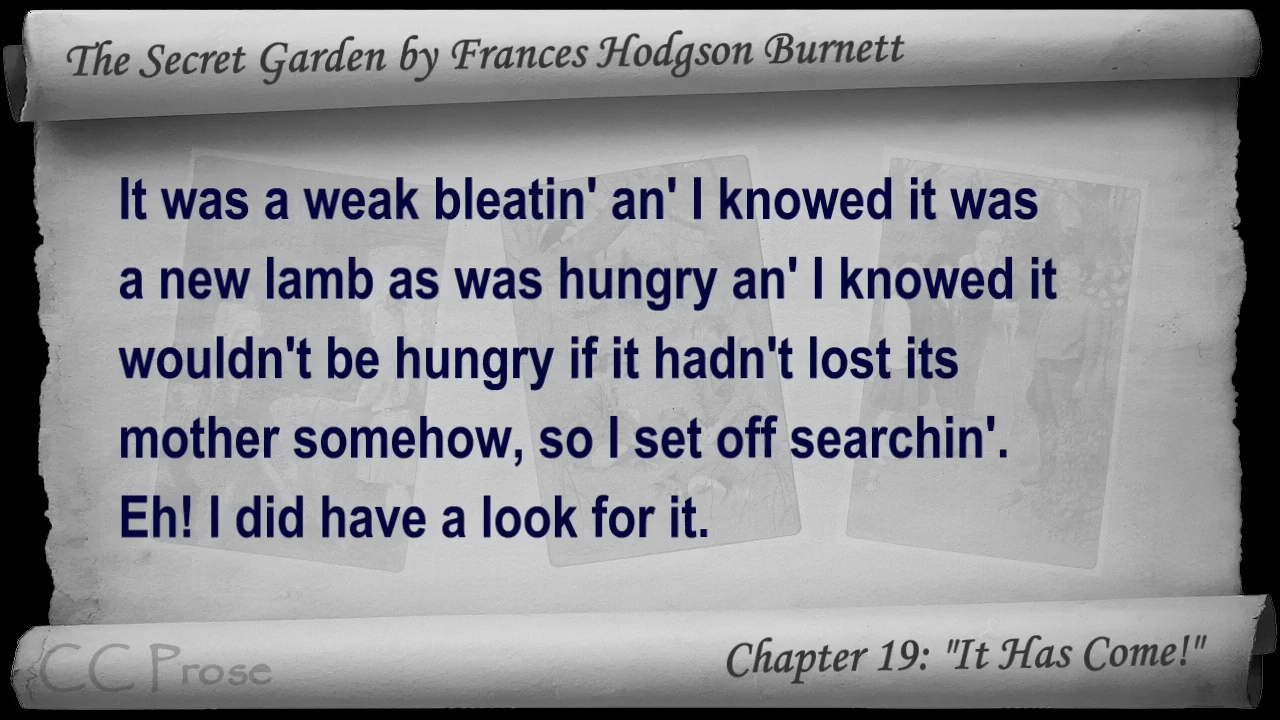 The Secret Garden by Frances Hodgson Burnett
It was a weak bleatin' an' I knowed it was
a new lamb as was hungry an' I knowed it
wouldn't be hungry if it hadn't lost its
mother somehow, so I set off searchin'.
Eh! I did have a look for it.
CC Prose
Chapter 19: "It Has Come!"